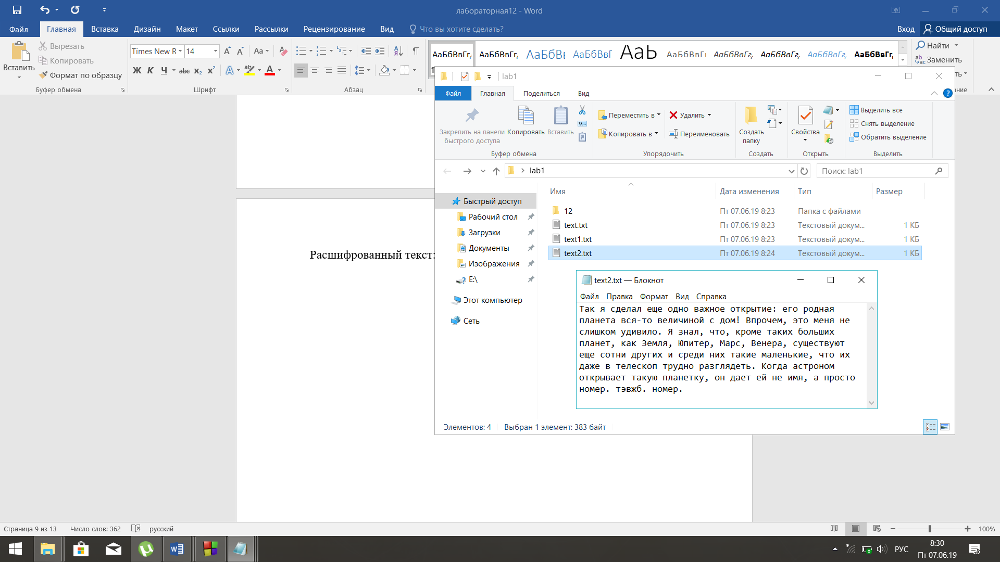 лабораторная12 - Word
Файл Главная Вставка Дизайн Макет Ссылки Рассылки Рецензирование Вид Что вы хотите сделать? Вход Общий доступ
Вставить
Вырезать
Копировать
Формат по образцу
Буфер обмена
Times New R 14 Aa
Ж К Ч abc x₂ x² A ab A
Шрифт
Абзац
АаБбВвГг, АаБбВвГг, АаБбВв АаБбВвГ Aab АаБбВвГг АаБбВвГг, АаБбВвГг, АаБбВвГг, АаБбВвГг,
Найти
Заменить
lab1
Файл Главная Поделиться Вид
Закрепить на панели быстрого доступа
Копировать
Вставить
Буфер обмена
Переместить в
Копировать в
Удалить
Переименовать
Упорядочить
Создать папку
Создать
Свойства
Открыть
Выделить все
Снять выделение
Обратить выделение
Выделить
lab1
Поиск: lab1
Быстрый доступ
Рабочий стол
Загрузки
Документы
Изображения
E:\
Этот компьютер
Сеть
Имя Дата изменения Тип Размер
12 Пт 07.06.19 8:23 Папка с файлами
text.txt Пт 07.06.19 8:23 Текстовый докум... 1 КБ
text1.txt Пт 07.06.19 8:23 Текстовый докум... 1 КБ
text2.txt Пт 07.06.19 8:24 Текстовый докум... 1 КБ
Расшифрованный текст:
text2.txt — Блокнот
Файл Правка Формат Вид Справка
Так я сделал еще одно важное открытие: его родная
планета вся-то величиной с дом! Впрочем, это меня не
слишком удивило. Я знал, что, кроме таких больших
планет, как Земля, Юпитер, Марс, Венера, существуют
еще сотни других и среди них такие маленькие, что их
даже в телескоп трудно разглядеть. Когда астроном
открывает такую планетку, он дает ей не имя, а просто
номер. тэвжб. номер.
Элементов: 4 Выбран 1 элемент: 383 байт
Страница 9 из 13 Число слов: 362 русский 100%
РУС
8:30
Пт 07.06.19